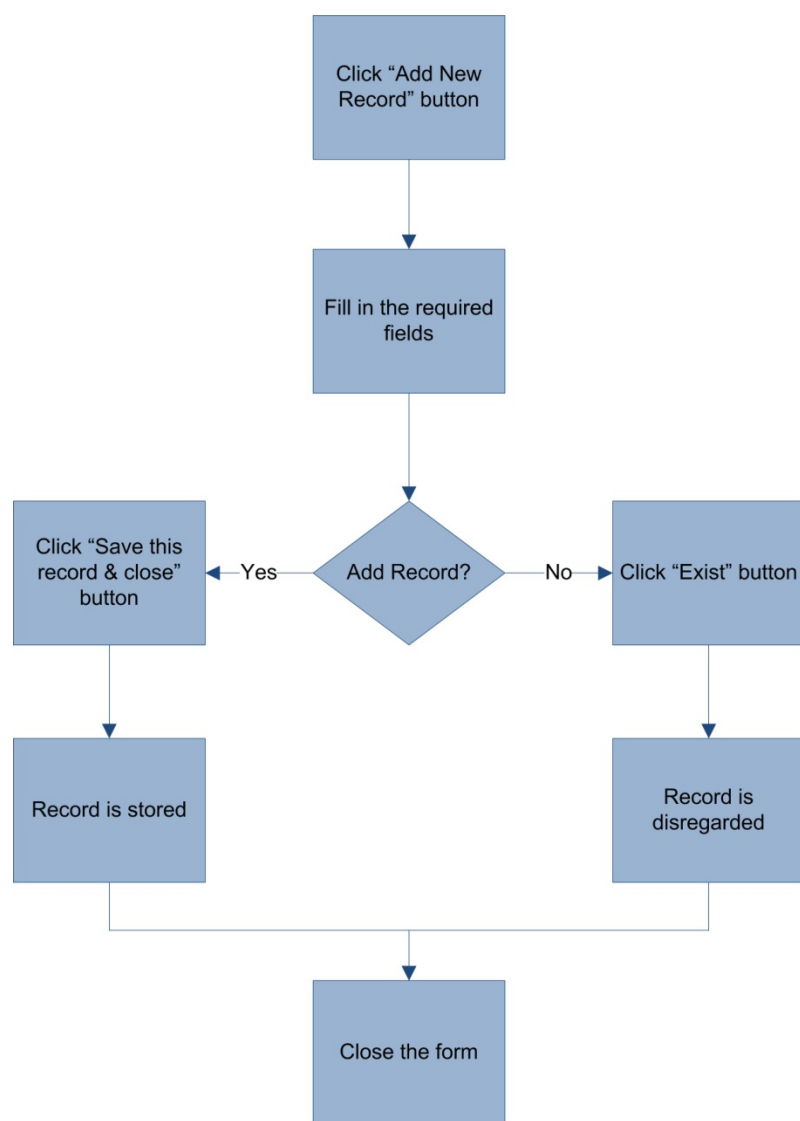 Click “Add New
Record” button
Fill in the required
fields
Click “Save this
record & close”
button
Yes
Add Record?
No
Click “Exist” button
Record is stored
Record is
disregarded
Close the form